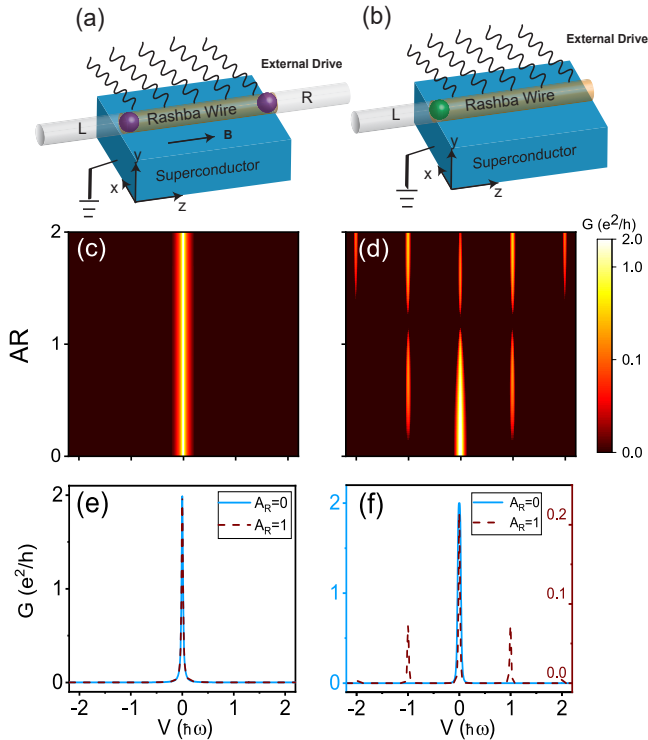 (a)
External Drive
R
Rashba Wire
L
B
y
Superconductor
x
z
(b)
External Drive
Rashba Wire
L
y
Superconductor
x
z
G (e²/h)
2.0
1.0
0.1
0.0
(c)
(d)
AR
2
1
0
(e)
A_R=0
A_R=1
G (e²/h)
2
1
0
-2 -1 0 1 2
V (ħω)
(f)
A_R=0
A_R=1
2
1
0
0.2
0.1
0.0
-2 -1 0 1 2
V (ħω)